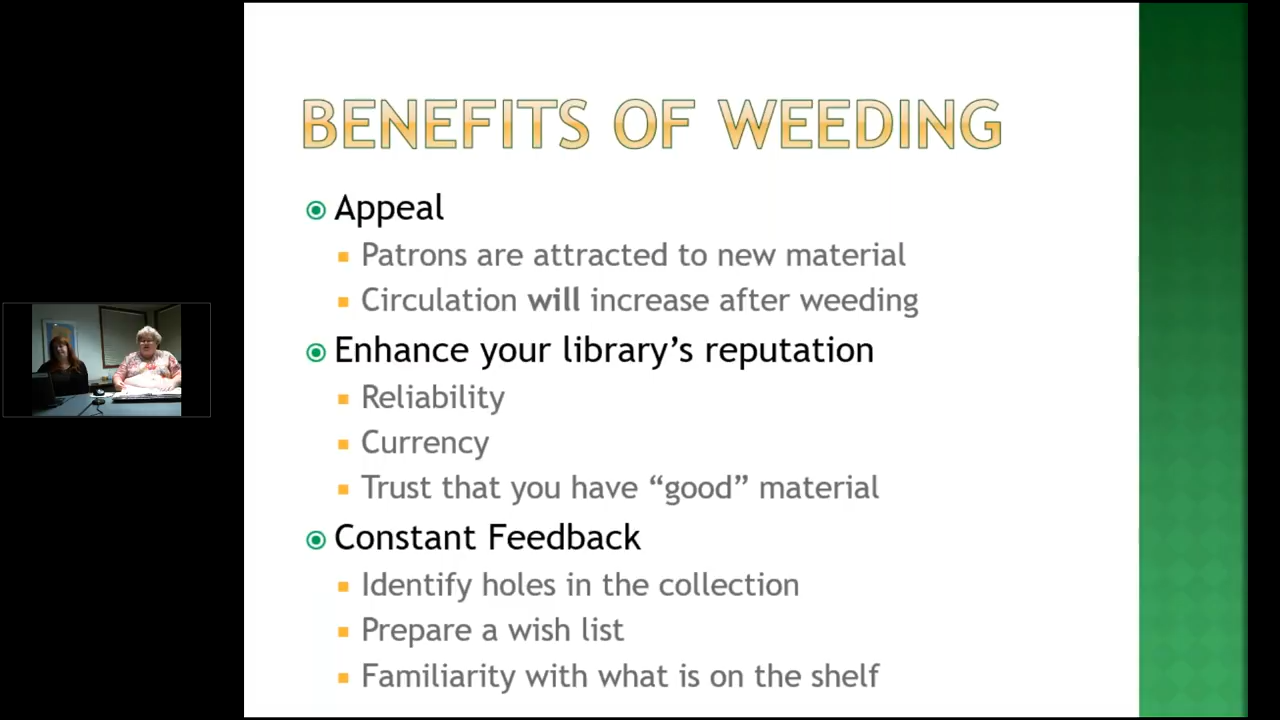 BENEFITS OF WEEDING
Appeal
Patrons are attracted to new material
Circulation will increase after weeding
Enhance your library’s reputation
Reliability
Currency
Trust that you have “good” material
Constant Feedback
Identify holes in the collection
Prepare a wish list
Familiarity with what is on the shelf